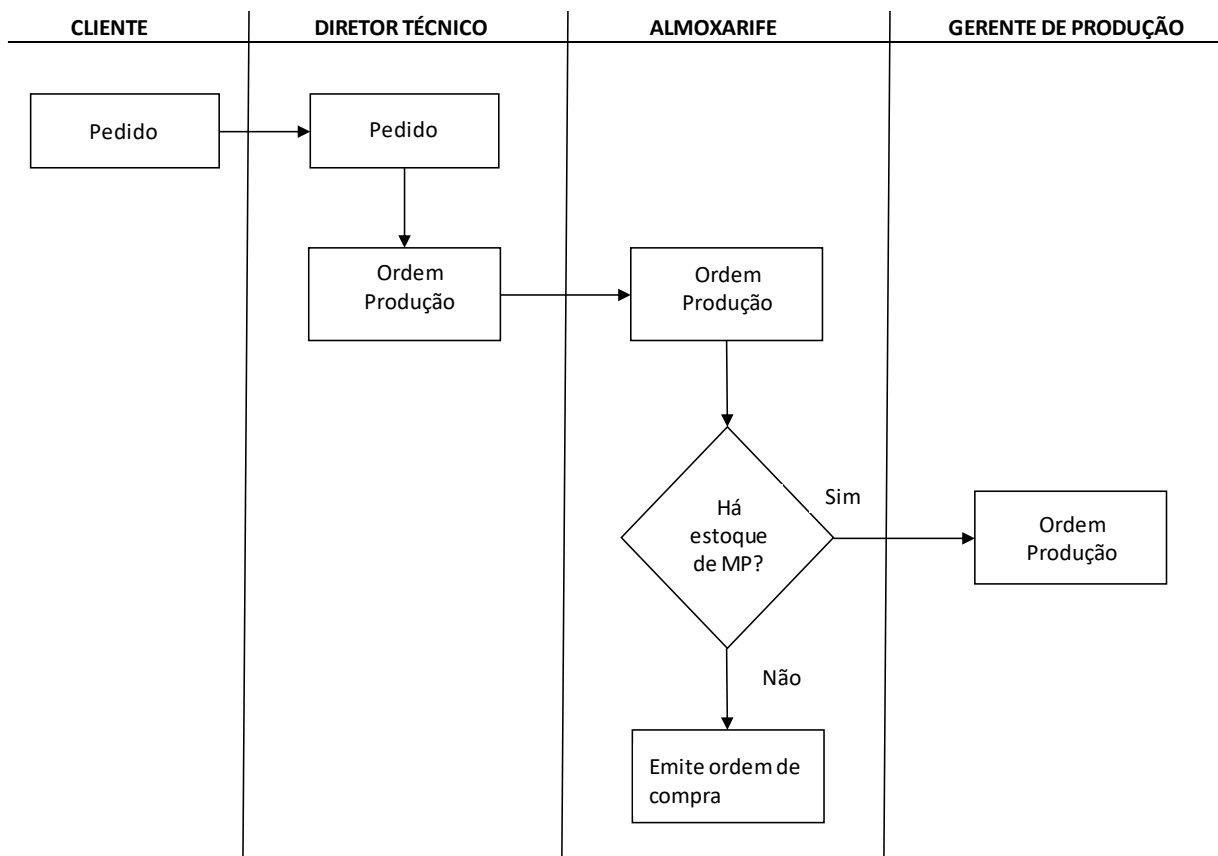 CLIENTE
DIRETOR TÉCNICO
ALMOXARIFE
GERENTE DE PRODUÇÃO
Pedido
Pedido
Ordem
Produção
Ordem
Produção
Há
estoque
de MP?
Sim
Ordem
Produção
Não
Emite ordem de
compra